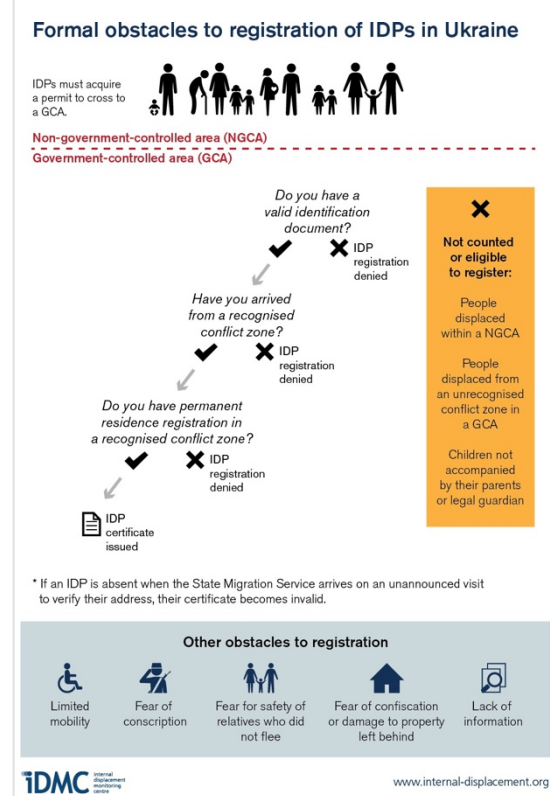 Formal obstacles to registration of IDPs in Ukraine
IDPs must acquire
a permit to cross to
a GCA.
Non-government-controlled area (NGCA)
Government-controlled area (GCA)
Do you have a
valid identification
document?
IDP
registration
denied
Have you arrived
from a recognised
conflict zone?
IDP
registration
denied
Do you have permanent
residence registration in
a recognised conflict zone?
IDP
registration
denied
IDP
certificate
issued
Not counted
or eligible
to register:
People
displaced
within a NGCA
People
displaced from
an unrecognised
conflict zone in
a GCA
Children not
accompanied
by their parents
or legal guardian
* If an IDP is absent when the State Migration Service arrives on an unannounced visit
to verify their address, their certificate becomes invalid.
Other obstacles to registration
Limited
mobility
Fear of
conscription
Fear for safety of
relatives who did
not flee
Fear of confiscation
or damage to property
left behind
Lack of
information
iDMC
internal
displacement
monitoring
centre
www.internal-displacement.org